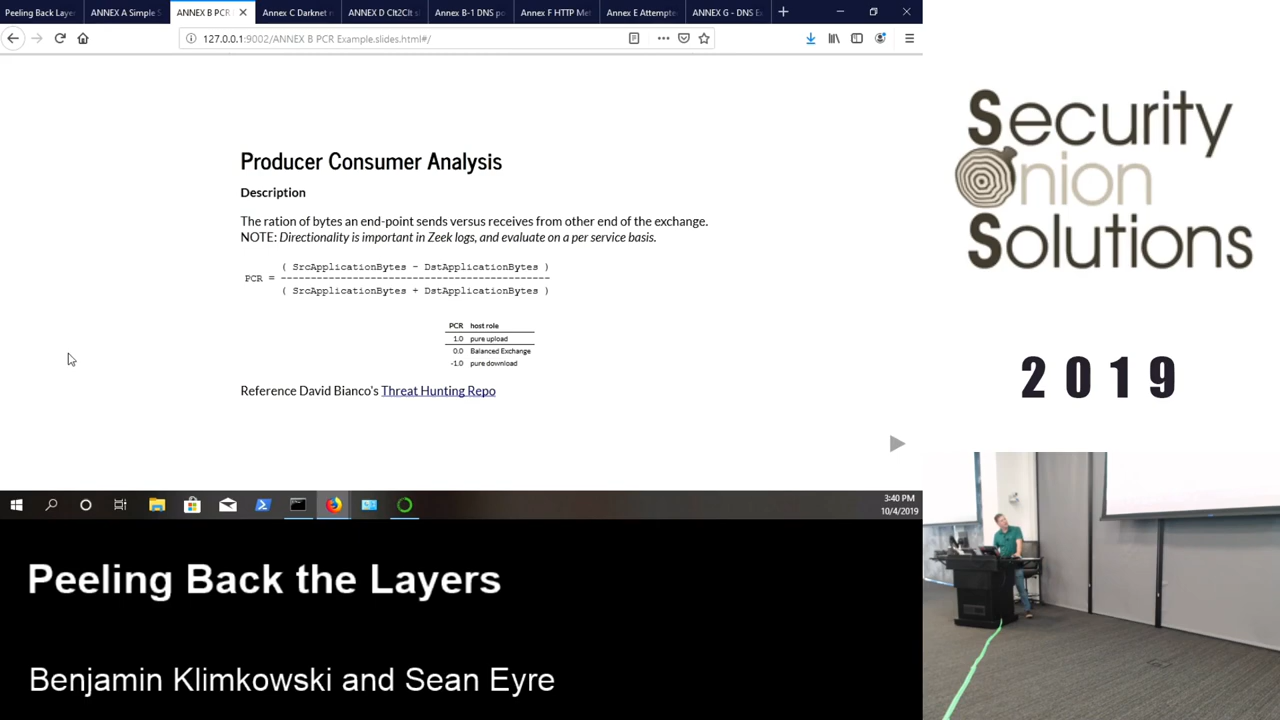 Peeling Back Layer
ANNEX A Simple S
ANNEX B PCR
Annex C Darknet n
ANNEX D Clt2Clt s
Annex B-1 DNS po
Annex F HTTP Me
Annex E Attempte
ANNEX G - DNS E
127.0.0.1:9002/ANNEX B PCR Example.slides.html#/
Producer Consumer Analysis
Description
The ration of bytes an end-point sends versus receives from other end of the exchange.
NOTE: Directionality is important in Zeek logs, and evaluate on a per service basis.
( SrcApplicationBytes - DstApplicationBytes )
PCR = ---------------------------------------------
( SrcApplicationBytes + DstApplicationBytes )
PCR host role
1.0 pure upload
0.0 Balanced Exchange
-1.0 pure download
Reference David Bianco's Threat Hunting Repo
3:40 PM
10/4/2019
Security
Onion
Solutions
2019
Peeling Back the Layers
Benjamin Klimkowski and Sean Eyre